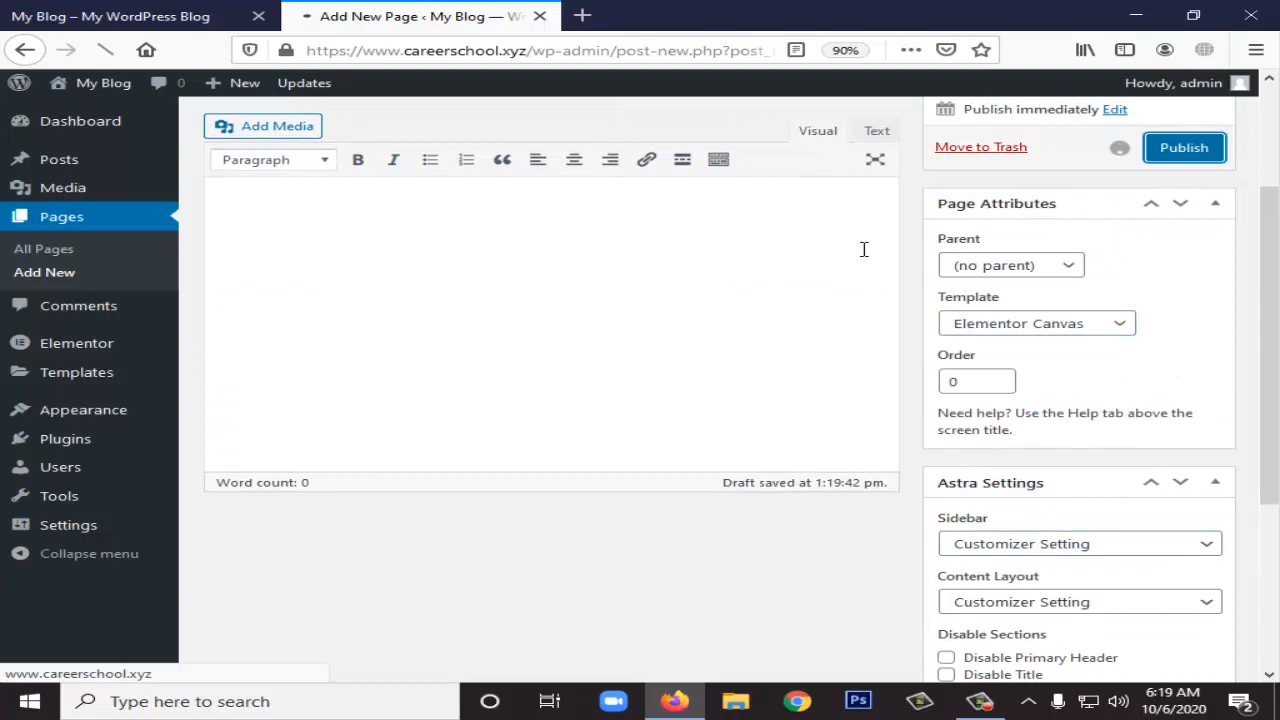 My Blog – My WordPress Blog
Add New Page ‹ My Blog — W
https://www.careerschool.xyz/wp-admin/post-new.php?post_
90%
My Blog
0
New
Updates
Howdy, admin
Dashboard
Posts
Media
Pages
All Pages
Add New
Comments
Elementor
Templates
Appearance
Plugins
Users
Tools
Settings
Collapse menu
Add Media
Visual
Text
Paragraph
B
I
Word count: 0
Draft saved at 1:19:42 pm.
Publish immediately Edit
Move to Trash
Publish
Page Attributes
Parent
(no parent)
Template
Elementor Canvas
Order
0
Need help? Use the Help tab above the
screen title.
Astra Settings
Sidebar
Customizer Setting
Content Layout
Customizer Setting
Disable Sections
Disable Primary Header
Disable Title
www.careerschool.xyz
Type here to search
Ps
6:19 AM
10/6/2020
2